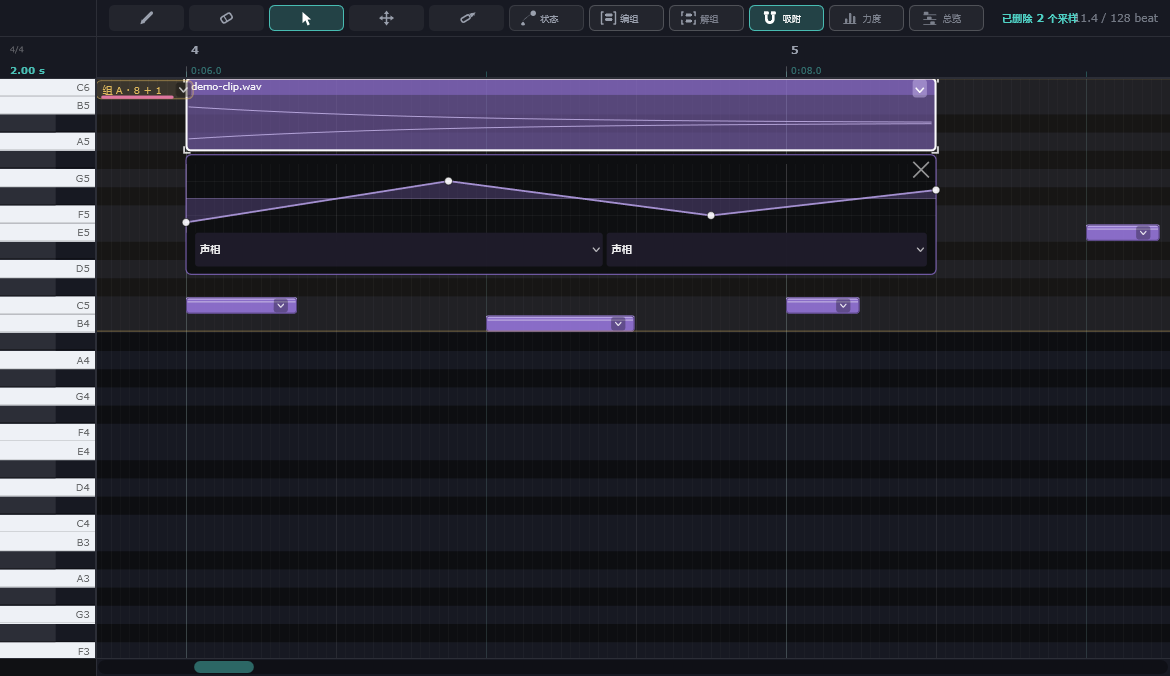 状态
编组
解组
吸附
力度
总览
已删除 2 个采样 1.4 / 128 beat
4/4
4
5
2.00 s
0:06.0
0:08.0
C6
组 A · 8 + 1
demo-clip.wav
B5
A5
G5
F5
E5
声相
声相
D5
C5
B4
A4
G4
F4
E4
D4
C4
B3
A3
G3
F3